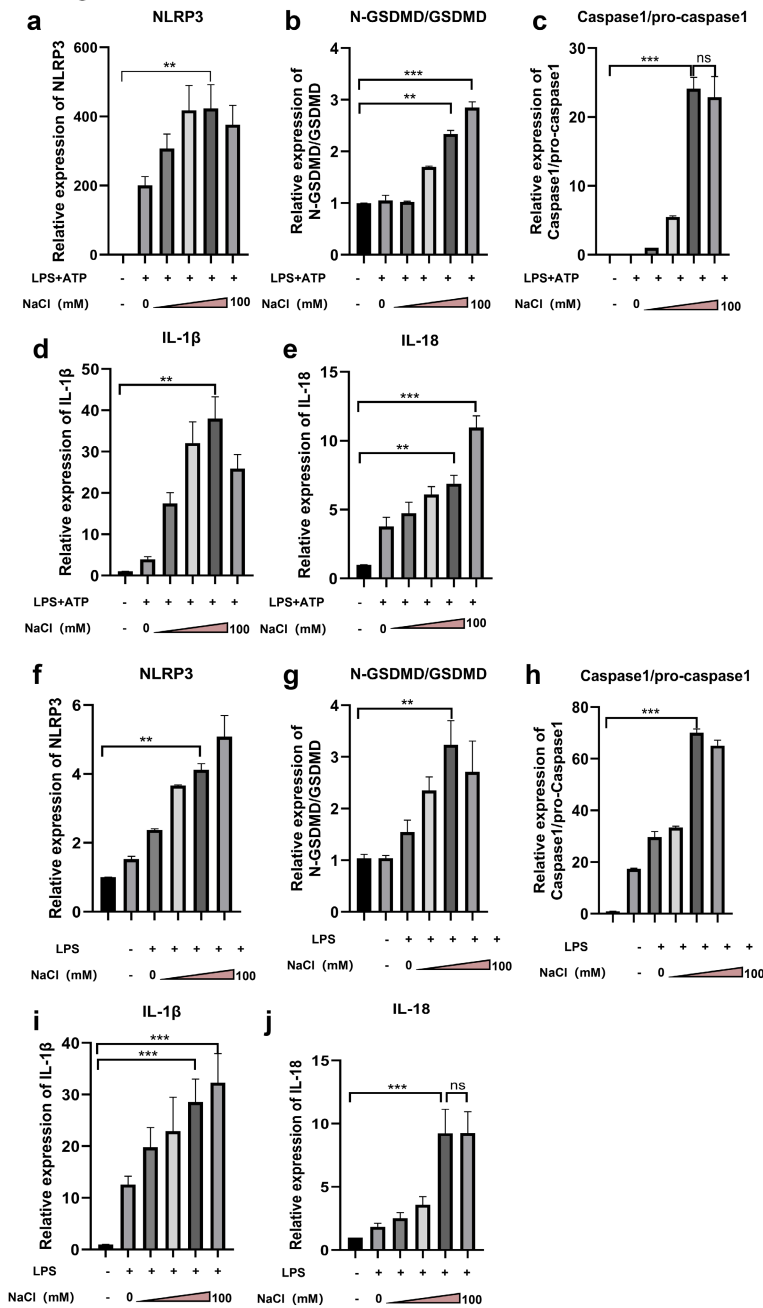 a
NLRP3
Relative expression of NLRP3
600
400
200
0
**
LPS+ATP - + + + + +
NaCl (mM) - 0 100
b
N-GSDMD/GSDMD
Relative expression of
N-GSDMD/GSDMD
4
3
2
1
0
***
**
LPS+ATP - + + + + +
NaCl (mM) - 0 100
c
Caspase1/pro-caspase1
Relative expression of
Caspase1/pro-caspase1
30
20
10
0
*** ns
LPS+ATP - + + + + +
NaCl (mM) - 0 100
d
IL-1β
Relative expression of IL-1β
50
40
30
20
10
0
**
LPS+ATP - + + + + +
NaCl (mM) - 0 100
e
IL-18
Relative expression of IL-18
15
10
5
0
***
**
LPS+ATP - + + + + +
NaCl (mM) - 0 100
f
NLRP3
Relative expression of NLRP3
6
4
2
0
**
LPS - + + + + +
NaCl (mM) - 0 100
g
N-GSDMD/GSDMD
Relative expression of
N-GSDMD/GSDMD
4
3
2
1
0
**
LPS - + + + + +
NaCl (mM) - 0 100
h
Caspase1/pro-caspase1
Relative expression of
Caspase1/pro-Caspase1
80
60
40
20
0
***
LPS - + + + + +
NaCl (mM) - 0 100
i
IL-1β
Relative expression of IL-1β
40
30
20
10
0
***
***
LPS - + + + + +
NaCl (mM) - 0 100
j
IL-18
Relative expression of IL-18
15
10
5
0
*** ns
LPS - + + + + +
NaCl (mM) - 0 100